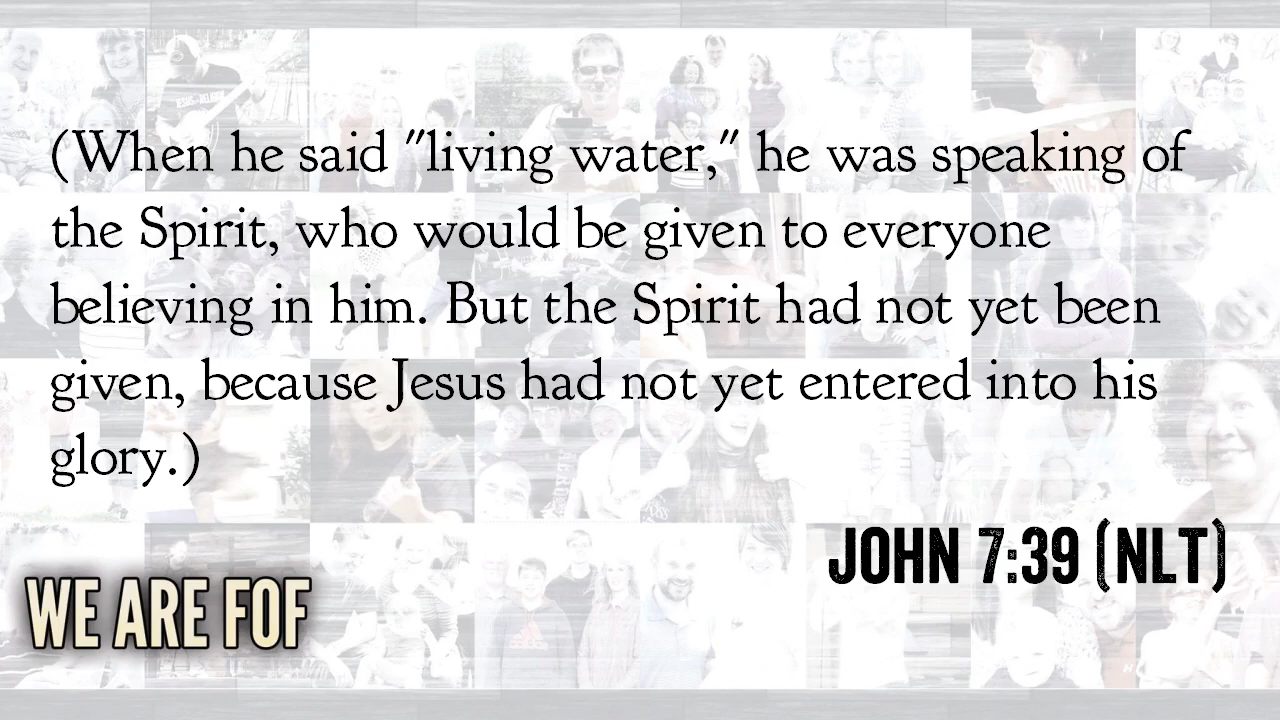 (When he said "living water," he was speaking of
the Spirit, who would be given to everyone
believing in him. But the Spirit had not yet been
given, because Jesus had not yet entered into his
glory.)
JOHN 7:39 (NLT)
WE ARE FOF